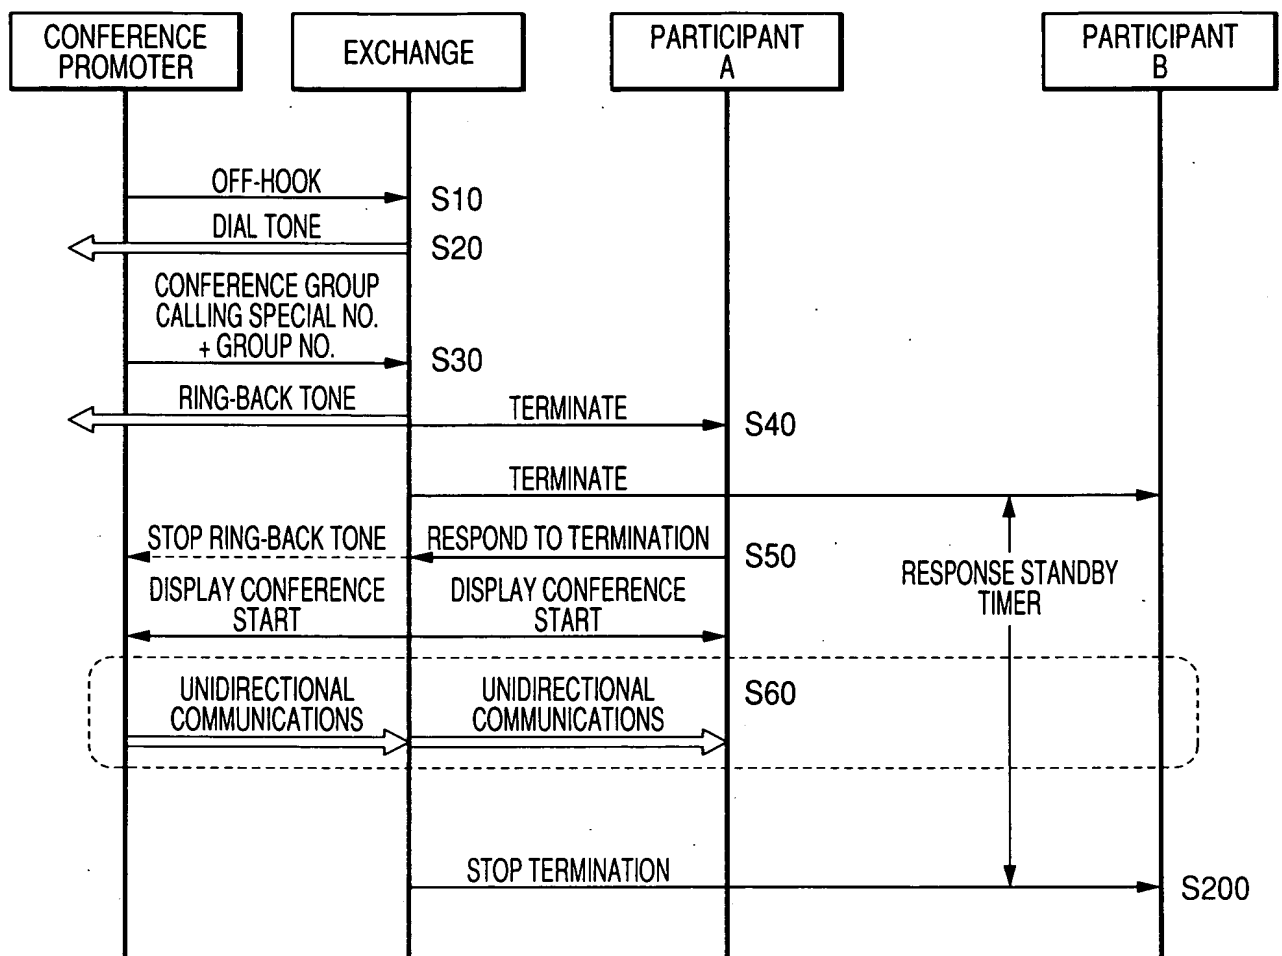 CONFERENCE
PROMOTER
EXCHANGE
PARTICIPANT
A
PARTICIPANT
B
OFF-HOOK
S10
DIAL TONE
S20
CONFERENCE GROUP
CALLING SPECIAL NO.
+ GROUP NO.
S30
RING-BACK TONE
TERMINATE
S40
TERMINATE
STOP RING-BACK TONE
RESPOND TO TERMINATION
S50
RESPONSE STANDBY
TIMER
DISPLAY CONFERENCE
START
DISPLAY CONFERENCE
START
UNIDIRECTIONAL
COMMUNICATIONS
UNIDIRECTIONAL
COMMUNICATIONS
S60
STOP TERMINATION
S200